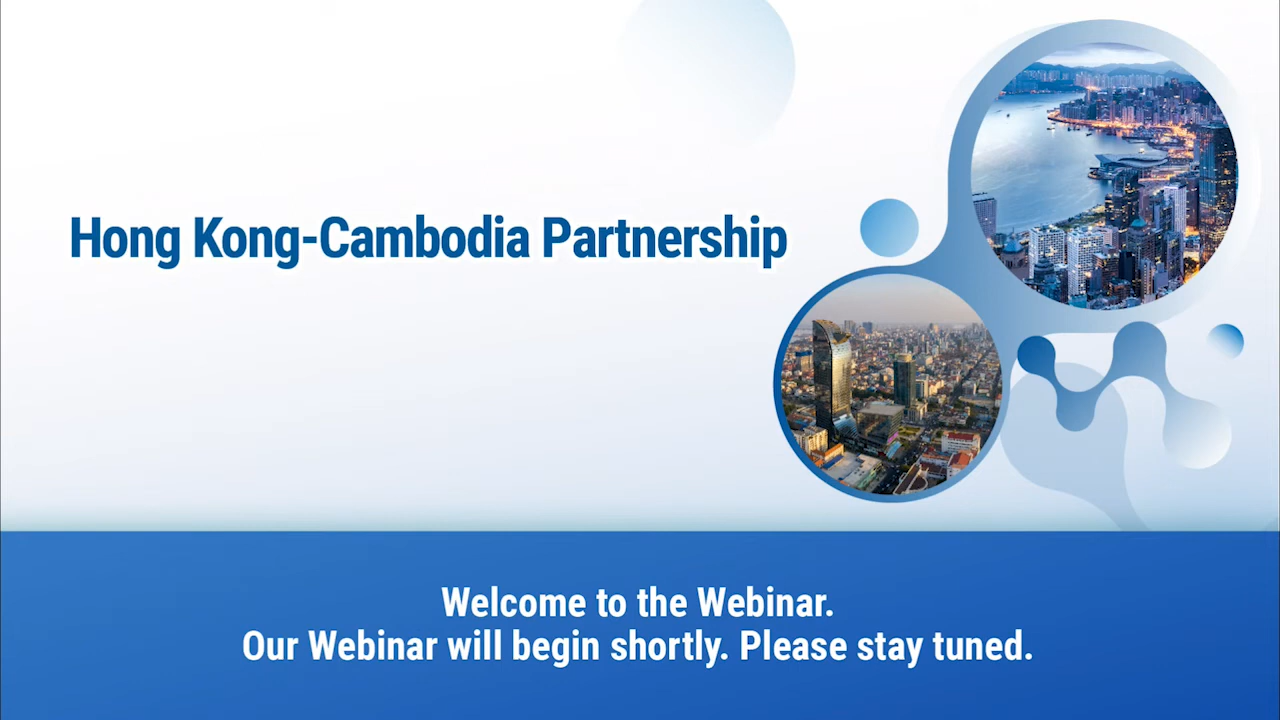 Hong Kong-Cambodia Partnership
Welcome to the Webinar.
Our Webinar will begin shortly. Please stay tuned.